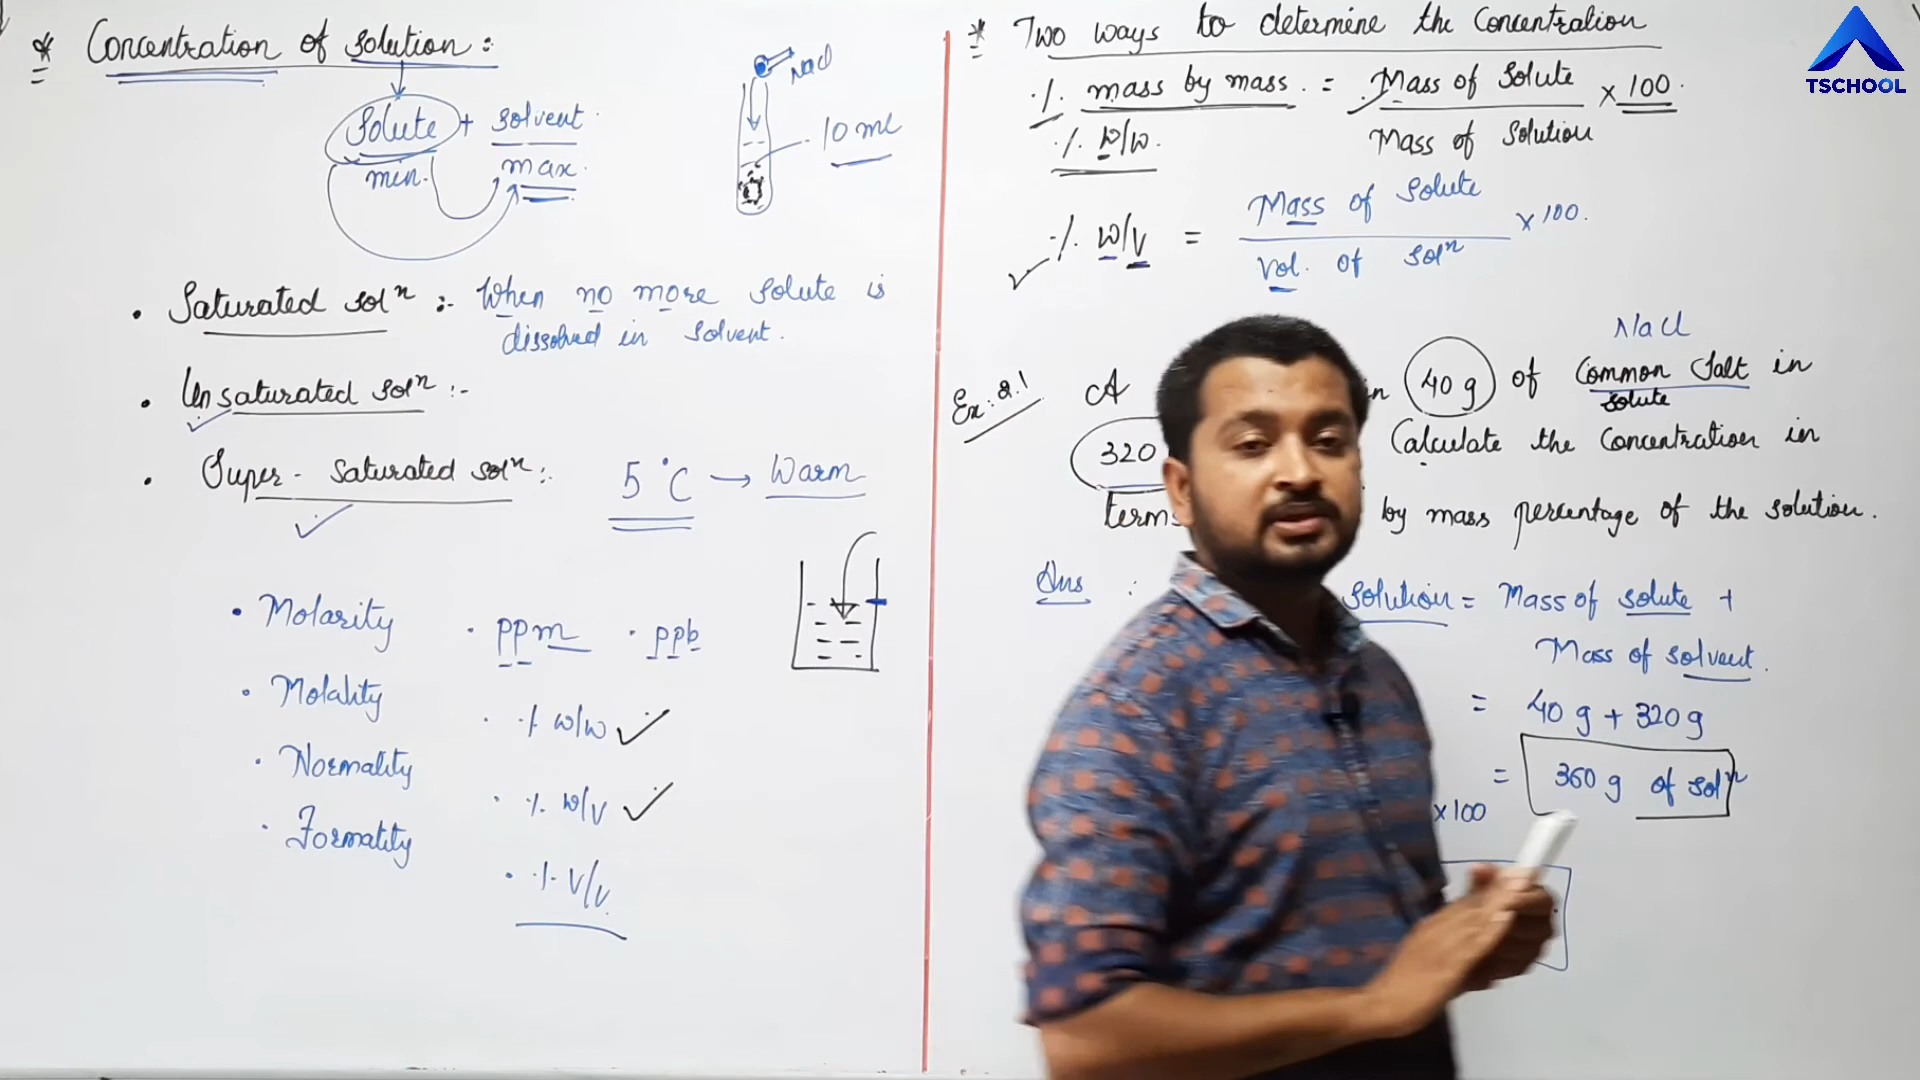 * Concentration of Solution :
Solute + Solvent
min. max.
NaCl
10 ml
• Saturated solⁿ :- When no more Solute is
dissolved in Solvent.
• Unsaturated solⁿ :-
• Super-saturated solⁿ :-
5°C → Warm
• Molarity
• Molality
• Normality
• Formality
• ppm • ppb
• % w/w ✓
• % w/v ✓
• % v/v
* Two ways to determine the Concentration
% mass by mass. = Mass of Solute × 100.
Mass of Solution
% w/w.
% w/v = Mass of Solute × 100.
Vol. of solⁿ
NaCl
Ex: 2.1 A 40 g of Common Salt in
Solute
320 Calculate the Concentration in
terms by mass percentage of the solution.
Ans : Solution = Mass of solute +
Mass of solvent.
= 40 g + 320 g
= 360 g of solⁿ
×100
TSCHOOL